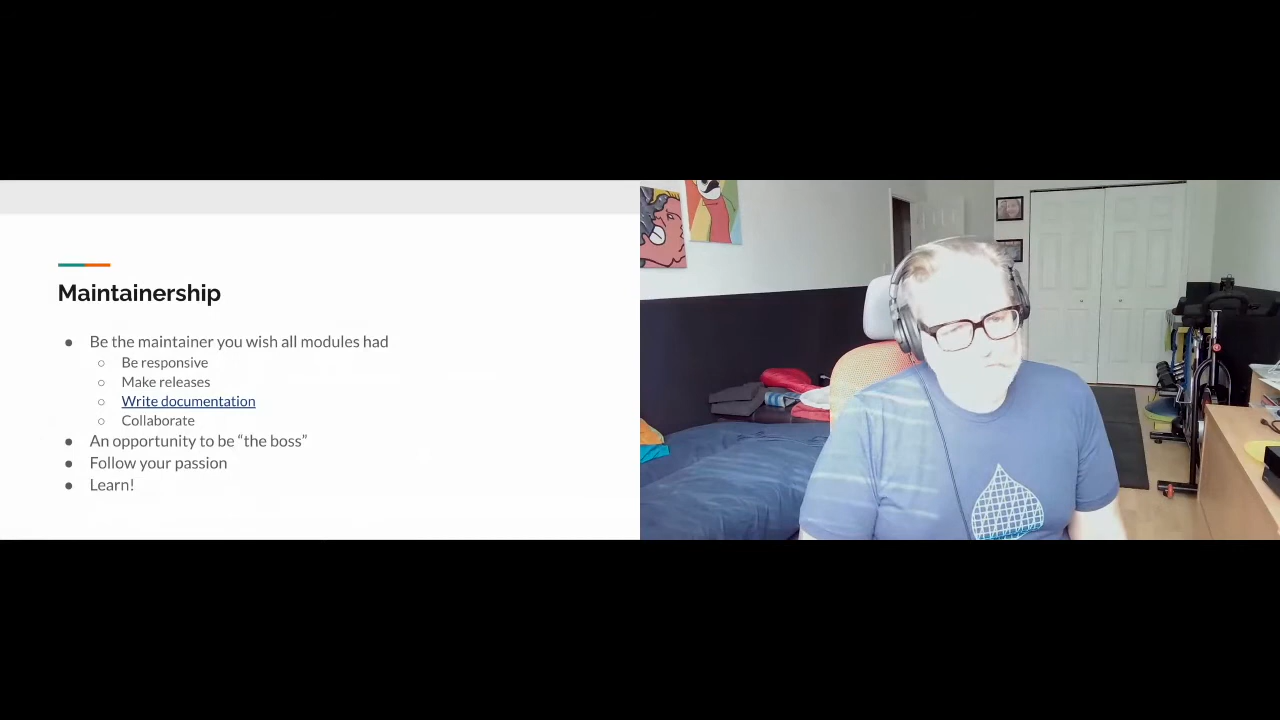 Maintainership
● Be the maintainer you wish all modules had
○ Be responsive
○ Make releases
○ Write documentation
○ Collaborate
● An opportunity to be “the boss”
● Follow your passion
● Learn!